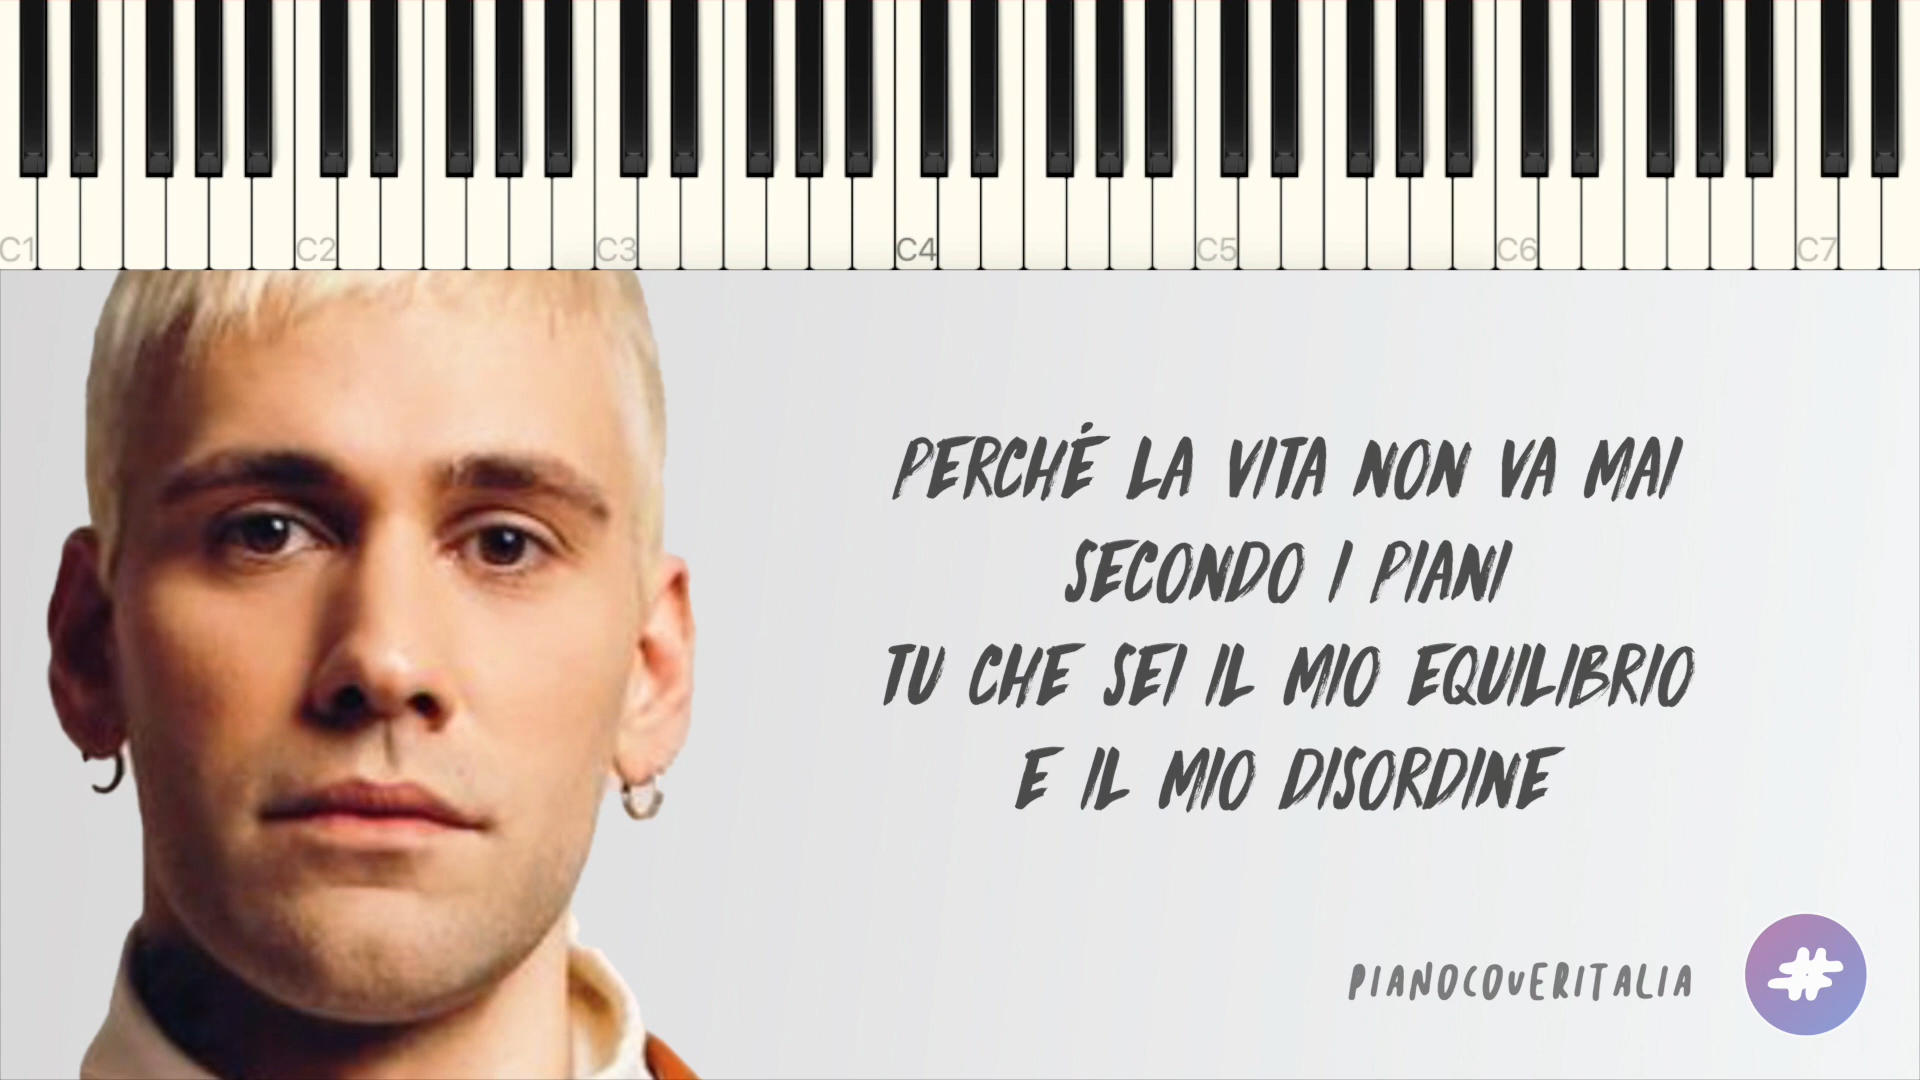 C1 C2 C3 C4 C5 C6 C7
PERCHÉ LA VITA NON VA MAI
SECONDO I PIANI
TU CHE SEI IL MIO EQUILIBRIO
E IL MIO DISORDINE
PIANOCOVERITALIA #